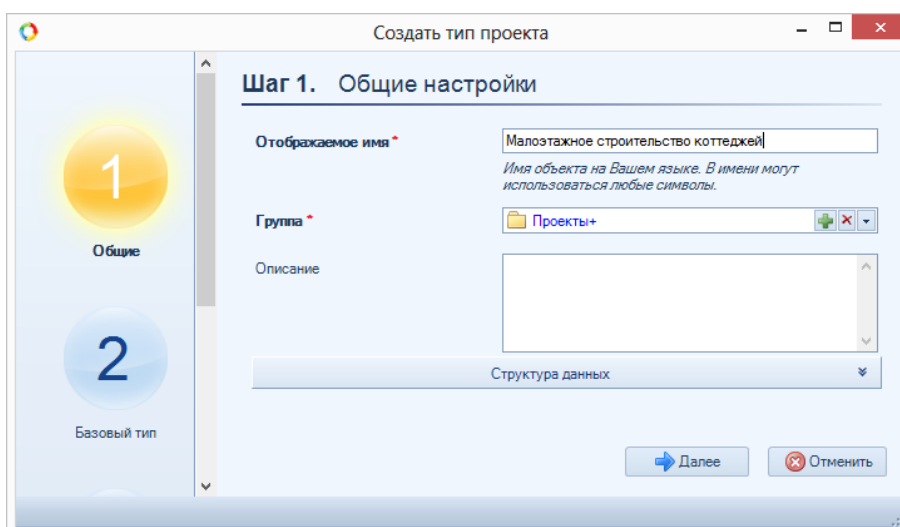 Создать тип проекта
Шаг 1. Общие настройки
Отображаемое имя *
Малоэтажное строительство коттеджей
Имя объекта на Вашем языке. В имени могут
использоваться любые символы.
1
Общие
Группа *
Проекты+
Описание
2
Базовый тип
Структура данных
Далее
Отменить